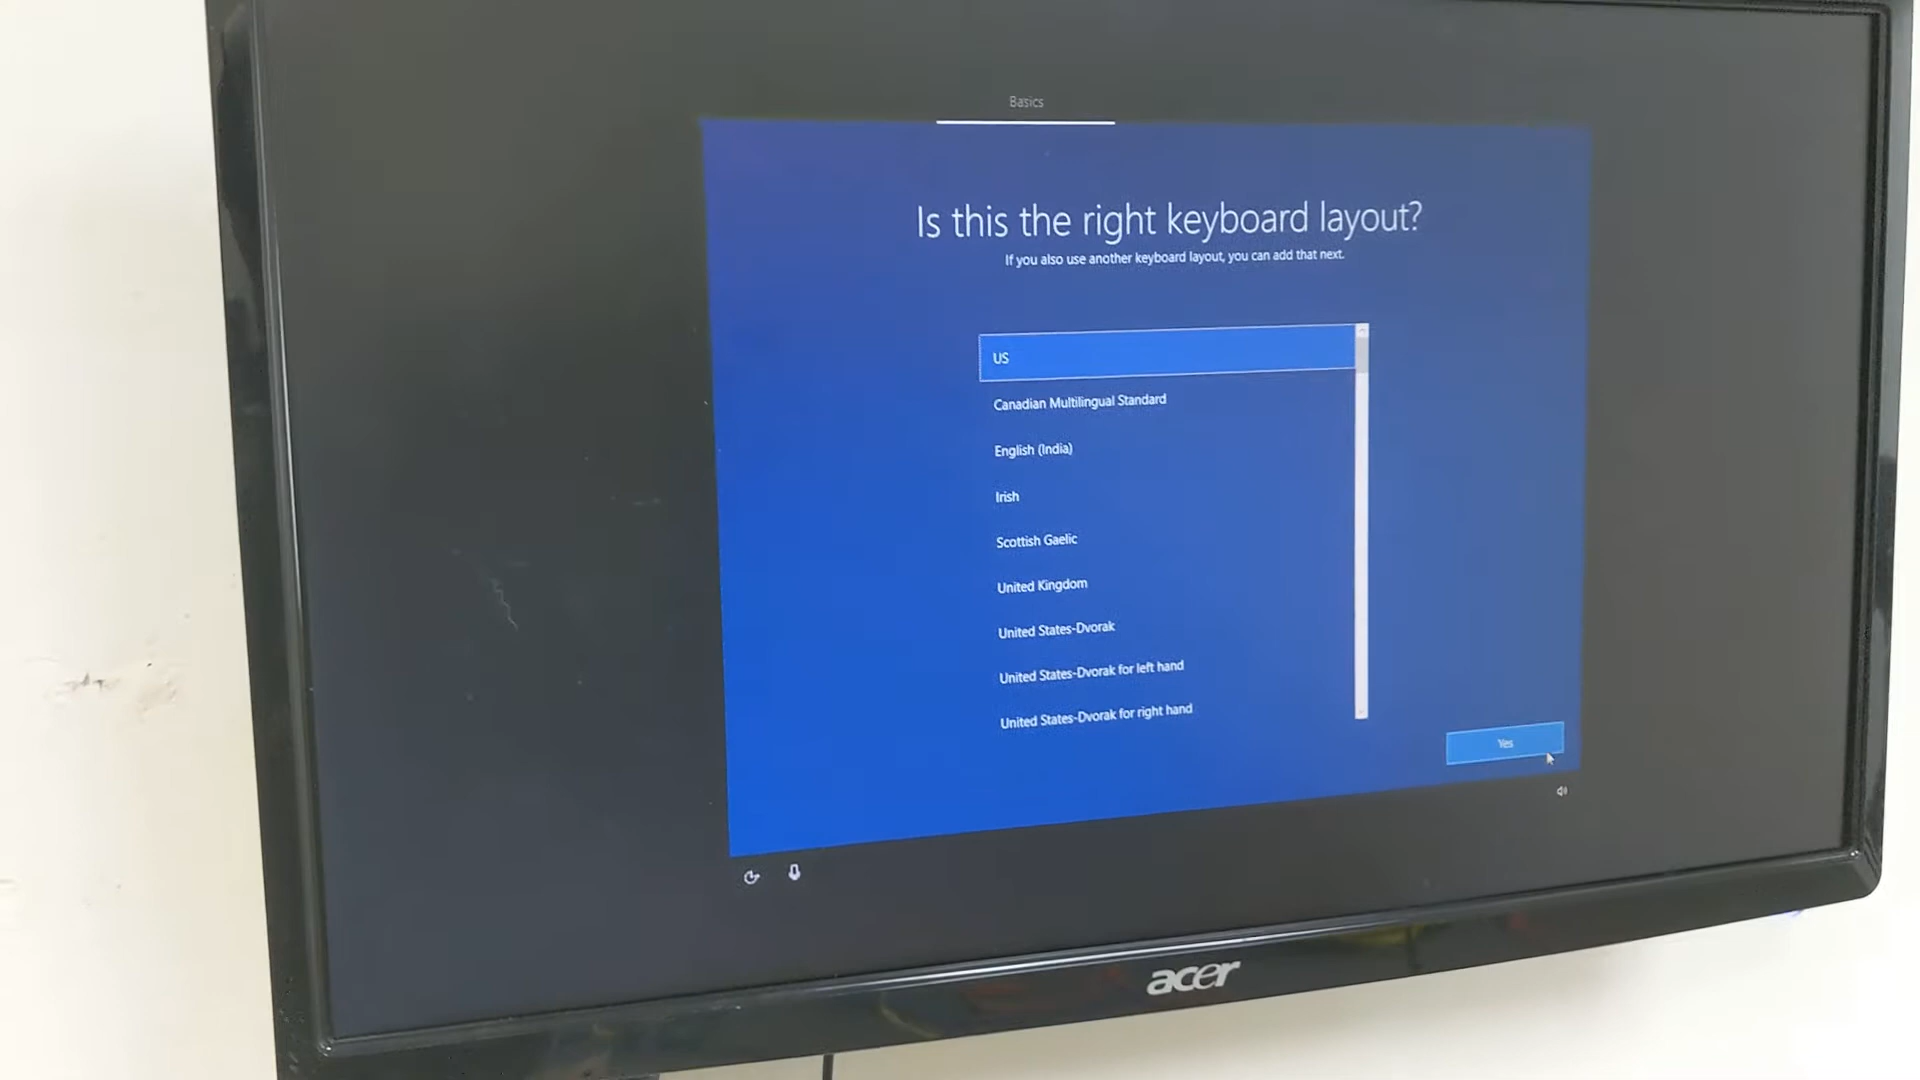 Basics
Is this the right keyboard layout?
If you also use another keyboard layout, you can add that next.
US
Canadian Multilingual Standard
English (India)
Irish
Scottish Gaelic
United Kingdom
United States-Dvorak
United States-Dvorak for left hand
United States-Dvorak for right hand
Yes
acer